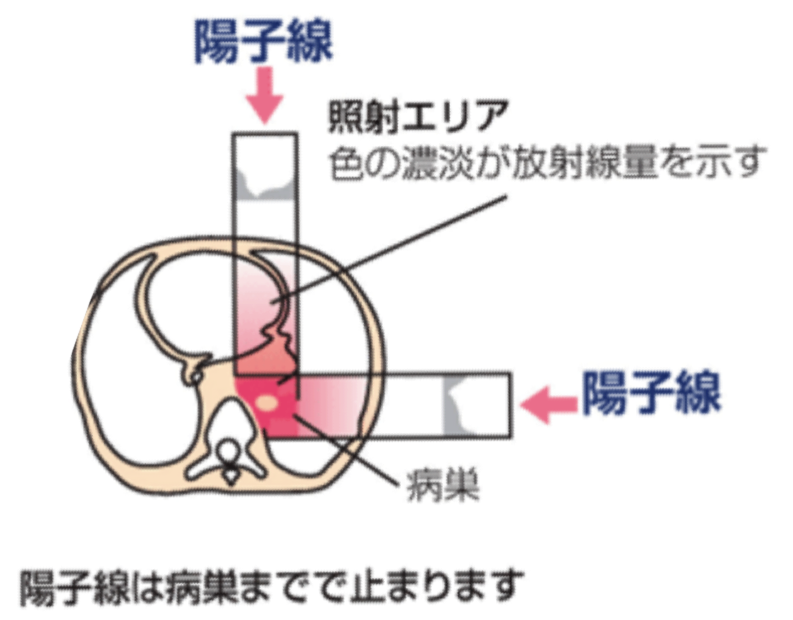 陽子線
照射エリア
色の濃淡が放射線量を示す
陽子線
病巣
陽子線は病巣までで止まります